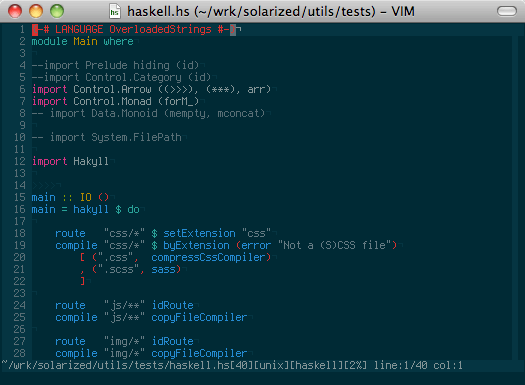 haskell.hs (~/wrk/solarized/utils/tests) – VIM
1 {-# LANGUAGE OverloadedStrings #-}¬
2 module Main where
3
4 --import Prelude hiding (id)
5 --import Control.Category (id)
6 import Control.Arrow ((>>>), (***), arr)
7 import Control.Monad (forM_)
8 -- import Data.Monoid (mempty, mconcat)
9
10 -- import System.FilePath
11
12 import Hakyll
13
14
15 main :: IO ()
16 main = hakyll $ do
17
18 route "css/*" $ setExtension "css"
19 compile "css/*" $ byExtension (error "Not a (S)CSS file")
20 [ (".css", compressCssCompiler)
21 , (".scss", sass)
22 ]
23
24 route "js/**" idRoute
25 compile "js/**" copyFileCompiler
26
27 route "img/*" idRoute
28 compile "img/*" copyFileCompiler
~/wrk/solarized/utils/tests/haskell.hs[40][unix][haskell][2%] line:1/40 col:1